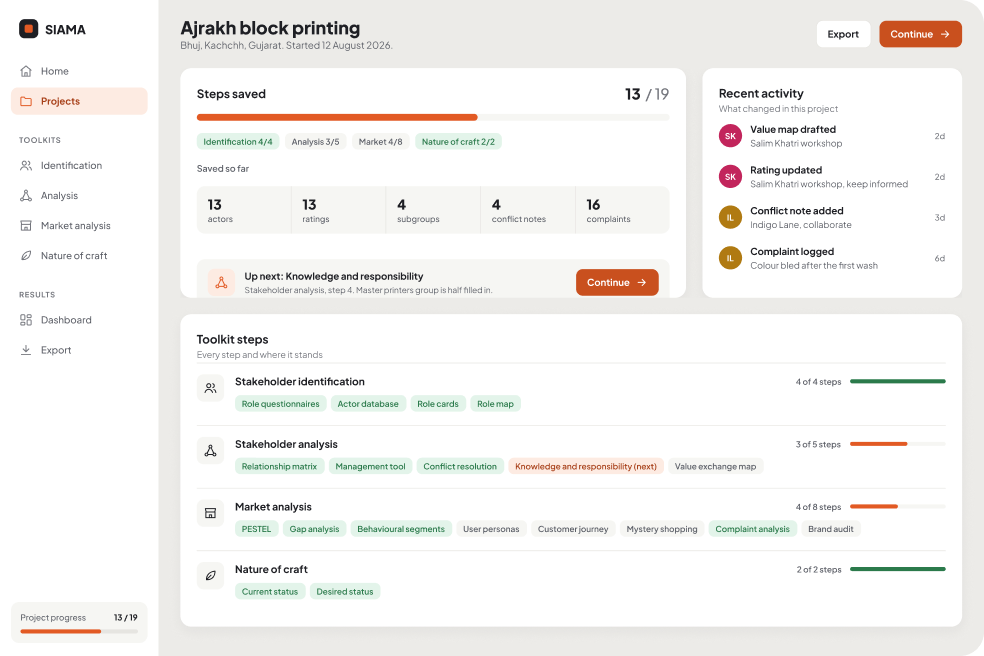 SIAMA
Home
Projects
TOOLKITS
Identification
Analysis
Market analysis
Nature of craft
RESULTS
Dashboard
Export
Project progress 13 / 19
Ajrakh block printing
Bhuj, Kachchh, Gujarat. Started 12 August 2026.
Export
Continue →
Steps saved 13 / 19
Identification 4/4 Analysis 3/5 Market 4/8 Nature of craft 2/2
Saved so far
13 13 4 4 16
actors ratings subgroups conflict notes complaints
Up next: Knowledge and responsibility
Stakeholder analysis, step 4. Master printers group is half filled in.
Continue →
Recent activity
What changed in this project
SK Value map drafted 2d
Salim Khatri workshop
SK Rating updated 2d
Salim Khatri workshop, keep informed
IL Conflict note added 3d
Indigo Lane, collaborate
IL Complaint logged 6d
Colour bled after the first wash
Toolkit steps
Every step and where it stands
Stakeholder identification 4 of 4 steps
Role questionnaires Actor database Role cards Role map
Stakeholder analysis 3 of 5 steps
Relationship matrix Management tool Conflict resolution Knowledge and responsibility (next) Value exchange map
Market analysis 4 of 8 steps
PESTEL Gap analysis Behavioural segments User personas Customer journey Mystery shopping Complaint analysis Brand audit
Nature of craft 2 of 2 steps
Current status Desired status